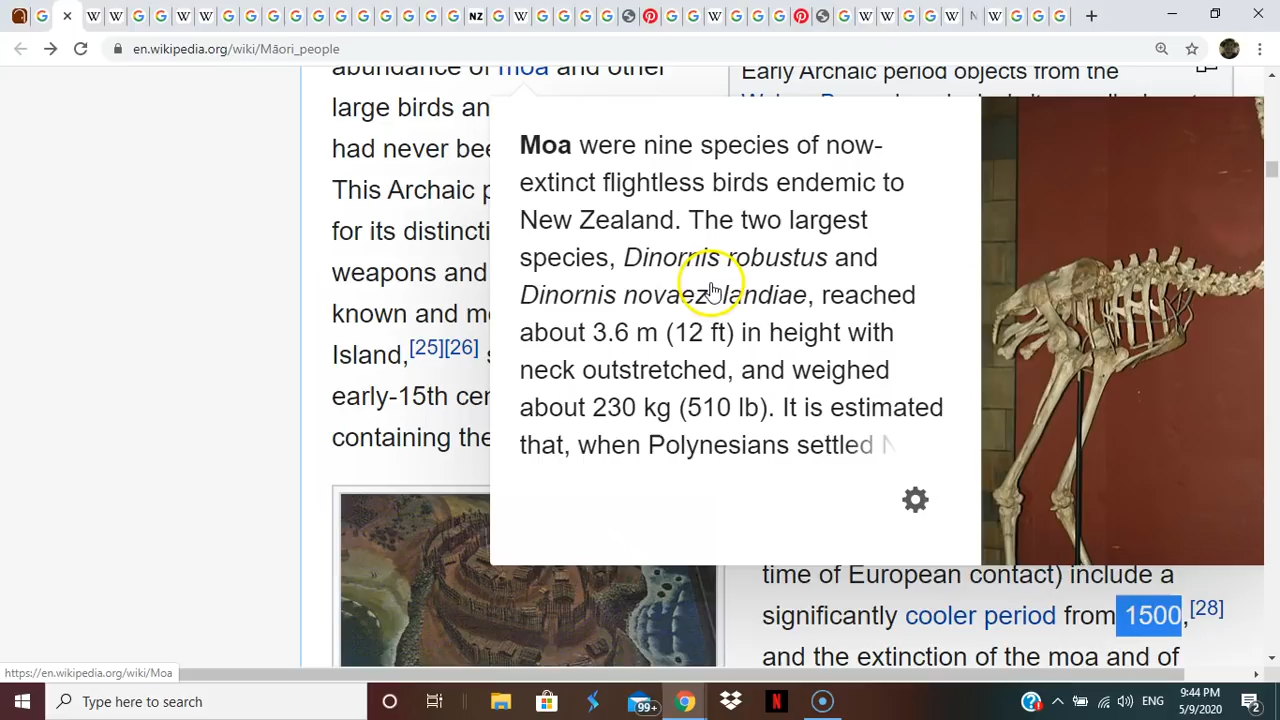 NZ
en.wikipedia.org/wiki/Māori_people
abundance of moa and other
large birds an
had never bee
This Archaic p
for its distinct
weapons and
known and mo
Island,[25][26] s
early-15th cen
containing the
Early Archaic period objects from the
Moa were nine species of now-
extinct flightless birds endemic to
New Zealand. The two largest
species, Dinornis robustus and
Dinornis novaezelandiae, reached
about 3.6 m (12 ft) in height with
neck outstretched, and weighed
about 230 kg (510 lb). It is estimated
that, when Polynesians settled N
time of European contact) include a
significantly cooler period from 1500,[28]
and the extinction of the moa and of
https://en.wikipedia.org/wiki/Moa
Type here to search
99+
N
ENG
9:44 PM
5/9/2020
2